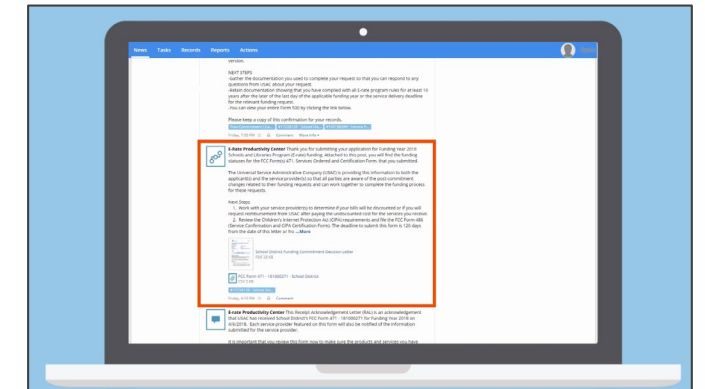 News Tasks Records Reports Actions
version.
NEXT STEPS
-Gather the documentation you used to complete your request so that you can respond to any
questions from USAC about your request.
-Retain documentation showing that you have complied with all E-rate program rules for at least 10
years after the later of the last day of the applicable funding year or the service delivery deadline
for the relevant funding request.
-You can view your entire Form 500 by clicking the link below.
Please keep a copy of this confirmation for your records.
Friday, 7:05 PM Comment More Info
E-Rate Productivity Center Thank you for submitting your application for Funding Year 2018
Schools and Libraries Program (E-rate) funding. Attached to this post, you will find the funding
statuses for the FCC Form(s) 471, Services Ordered and Certification Form, that you submitted.
The Universal Service Administrative Company (USAC) is providing this information to both the
applicant(s) and the service provider(s) so that all parties are aware of the post-commitment
changes related to their funding requests and can work together to complete the funding process
for these requests.
Next Steps
1. Work with your service provider(s) to determine if your bills will be discounted or if you will
request reimbursement from USAC after paying the undiscounted cost for the services you receive.
2. Review the Children's Internet Protection Act (CIPA) requirements and file the FCC Form 486
(Service Confirmation and CIPA Certification Form). The deadline to submit this form is 120 days
from the date of this letter or fro ...More
School District Funding Commitment Decision Letter
FCC Form 471 - 181000271 - School District
Friday, 4:10 PM Comment
E-rate Productivity Center This Receipt Acknowledgement Letter (RAL) is an acknowledgement
that USAC has received School District's FCC Form 471 - 181000271 for Funding Year 2018 on
4/6/2018. Each service provider featured on this form will also be notified of the information
submitted for the service provider.
It is important that you review this form now to make sure the products and services you have